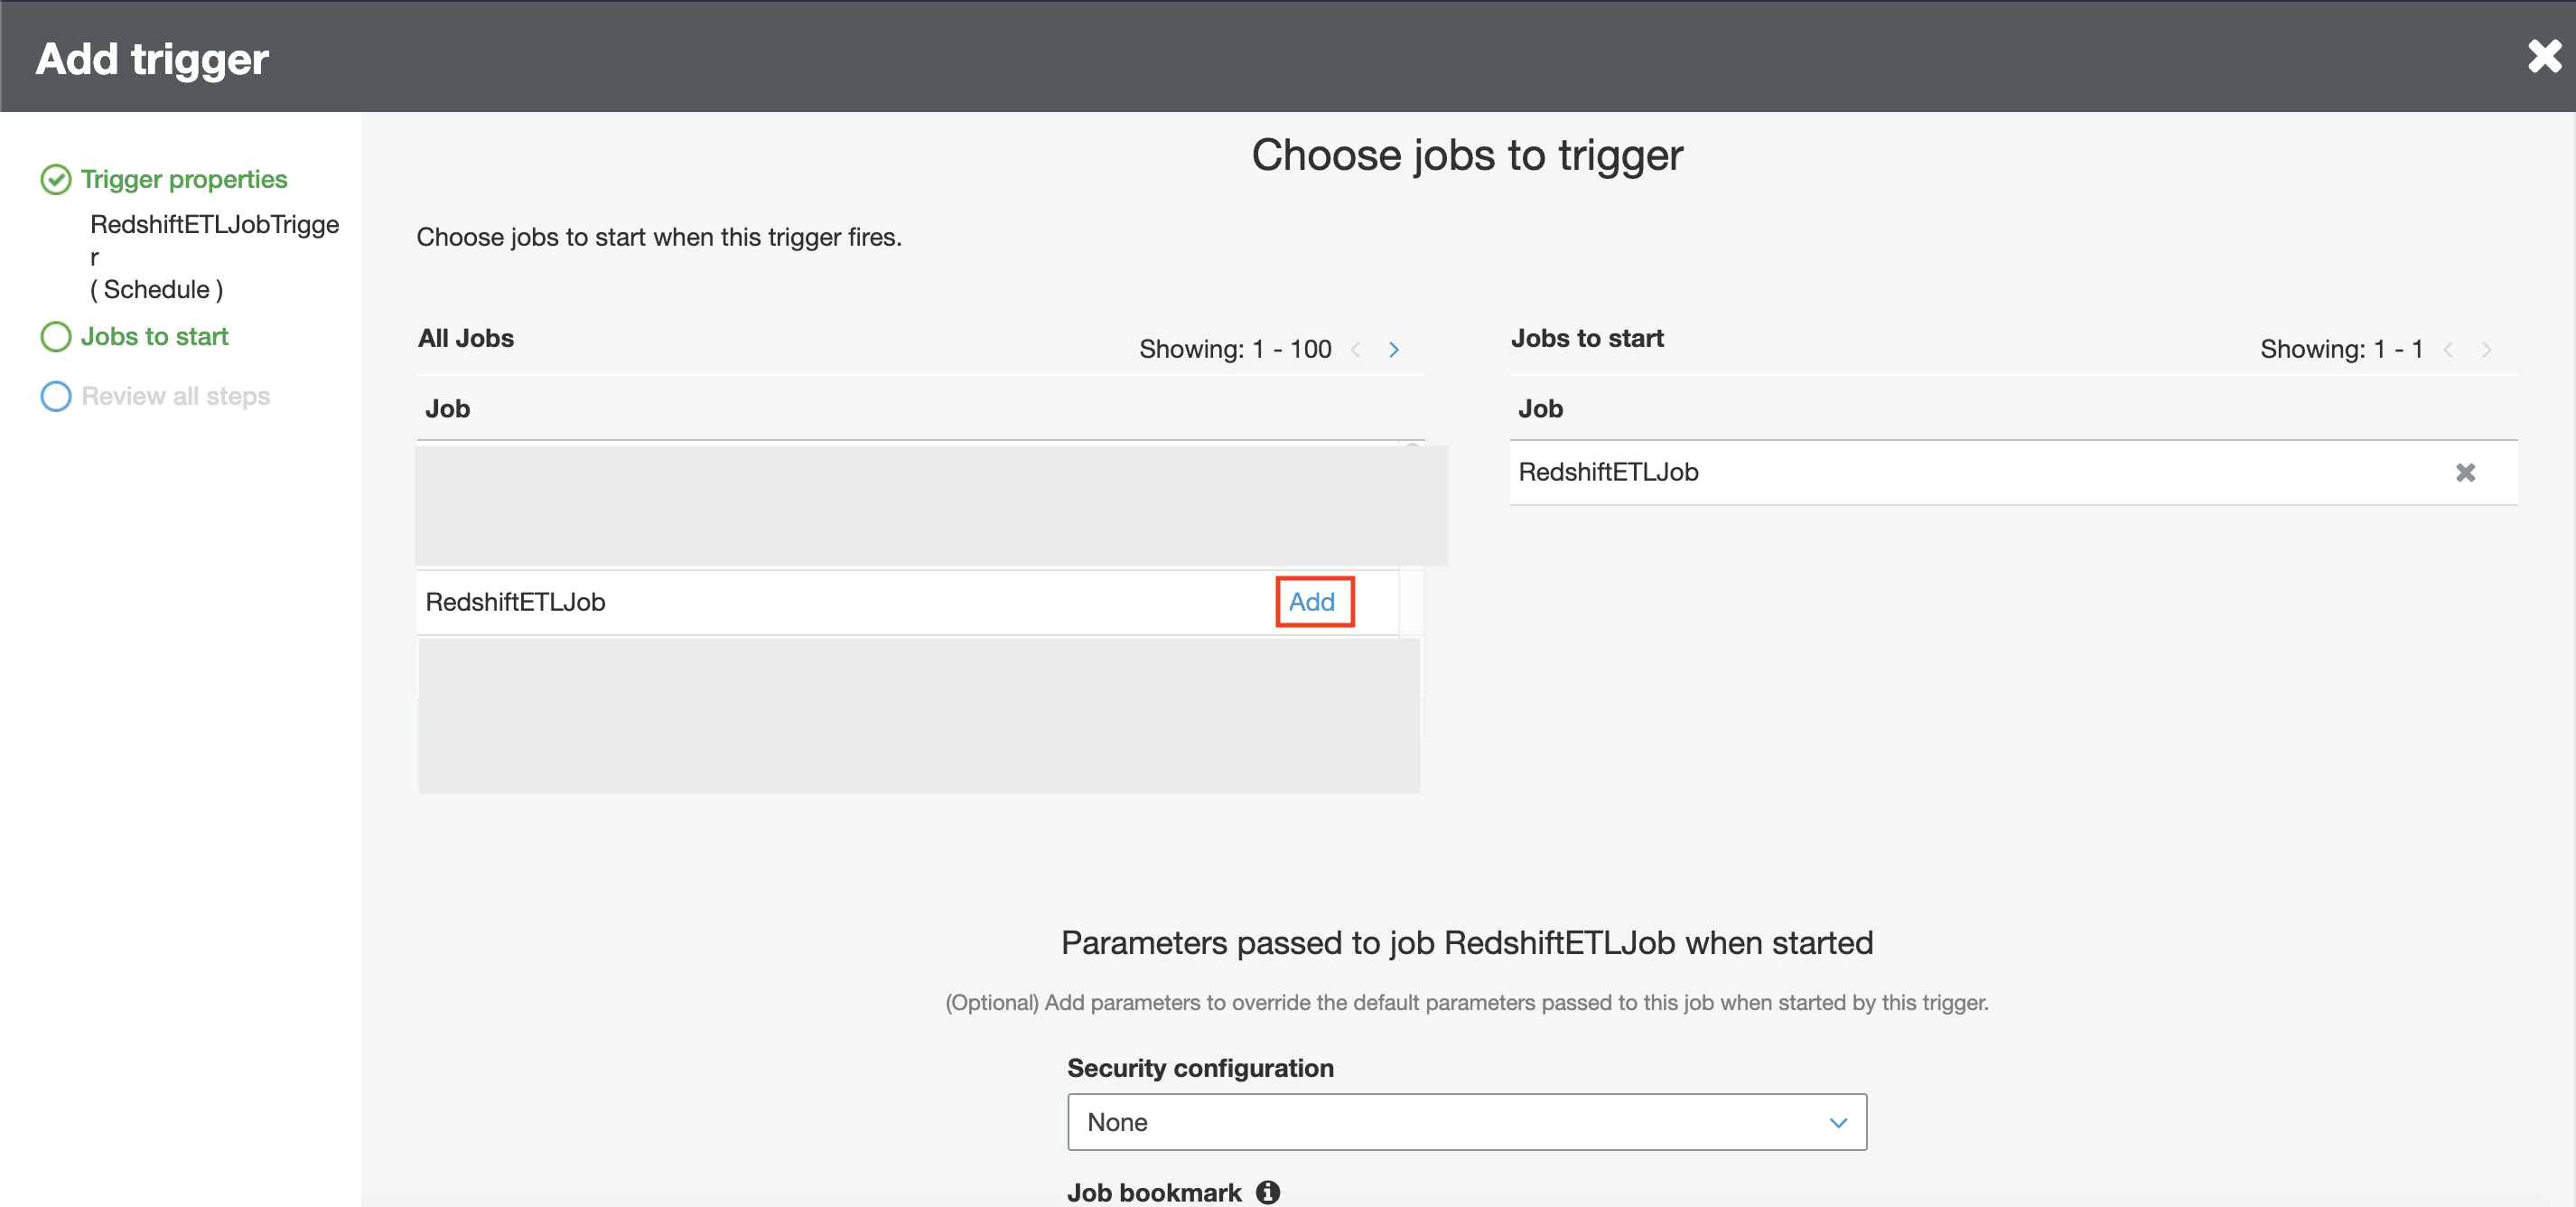 Add trigger
Trigger properties
RedshiftETLJobTrigge
r
( Schedule )
Jobs to start
Review all steps
Choose jobs to trigger
Choose jobs to start when this trigger fires.
All Jobs
Showing: 1 - 100
Job
RedshiftETLJob
Add
Jobs to start
Showing: 1 - 1
Job
RedshiftETLJob
Parameters passed to job RedshiftETLJob when started
(Optional) Add parameters to override the default parameters passed to this job when started by this trigger.
Security configuration
None
Job bookmark